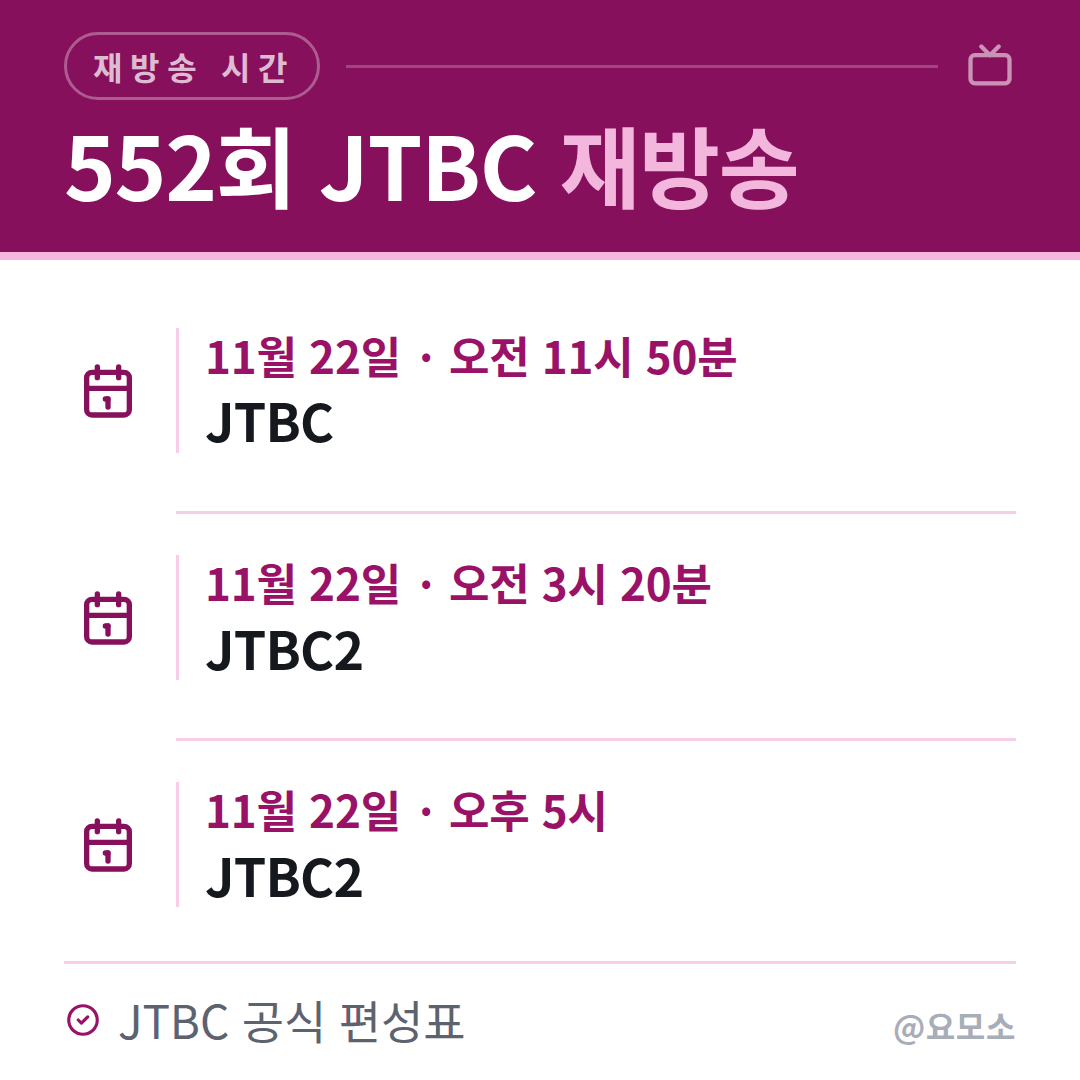 재방송 시간
552회 JTBC 재방송
11월 22일 · 오전 11시 50분
JTBC
11월 22일 · 오전 3시 20분
JTBC2
11월 22일 · 오후 5시
JTBC2
JTBC 공식 편성표
@요모소